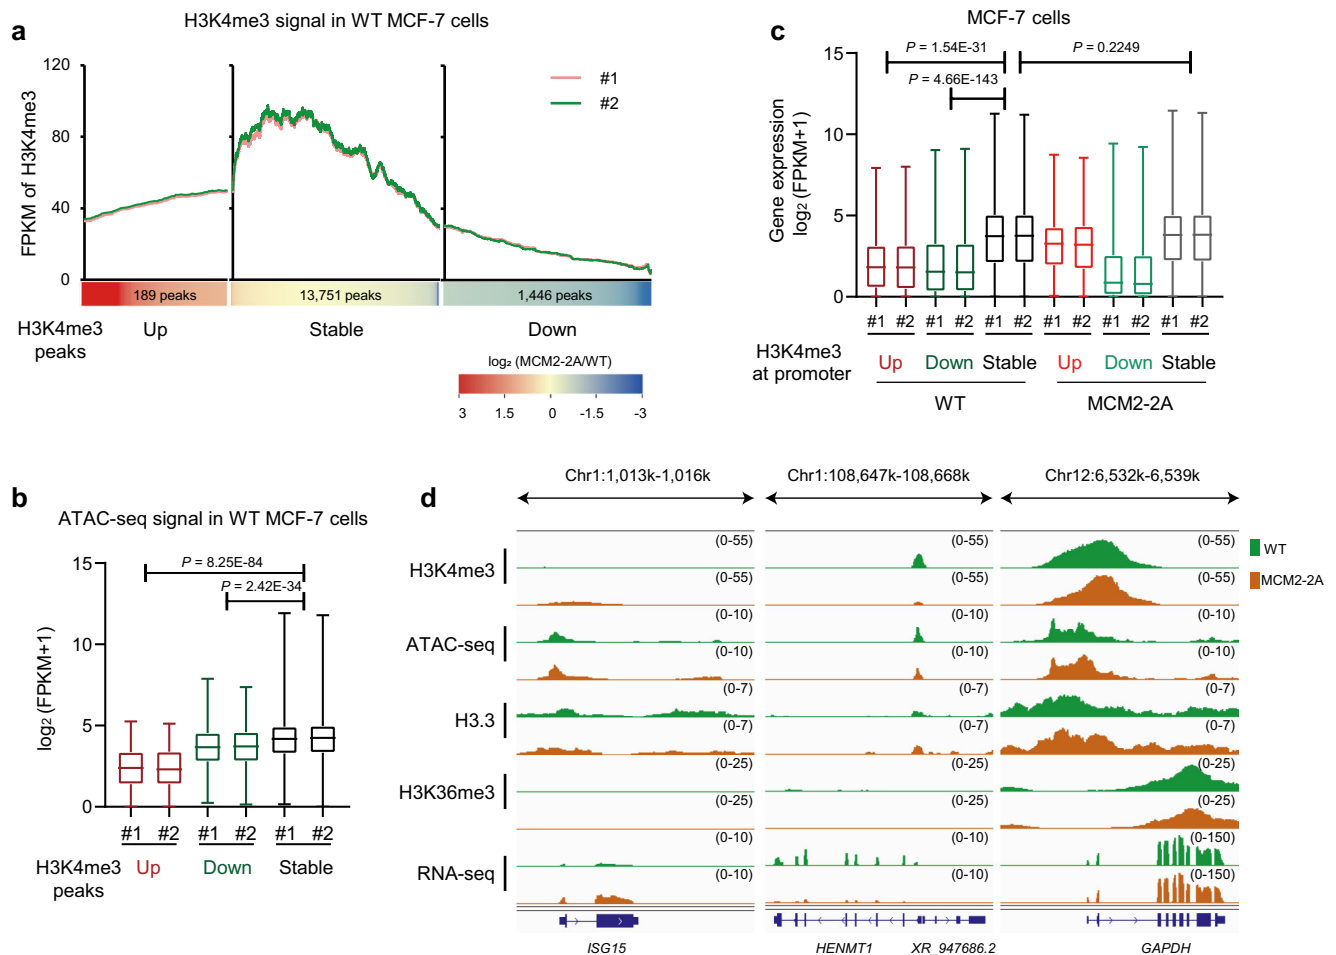 a
H3K4me3 signal in WT MCF-7 cells
FPKM of H3K4me3
120
80
40
0
#1
#2
189 peaks
13,751 peaks
1,446 peaks
H3K4me3 peaks
Up
Stable
Down
log₂ (MCM2-2A/WT)
3 1.5 0 -1.5 -3
b
ATAC-seq signal in WT MCF-7 cells
P = 8.25E-84
P = 2.42E-34
log₂ (FPKM+1)
15
10
5
0
#1 #2 #1 #2 #1 #2
H3K4me3 peaks
Up Down Stable
c
MCF-7 cells
P = 1.54E-31
P = 0.2249
P = 4.66E-143
Gene expression
log₂ (FPKM+1)
15
10
5
0
#1 #2 #1 #2 #1 #2 #1 #2 #1 #2 #1 #2
H3K4me3 at promoter
Up Down Stable Up Down Stable
WT MCM2-2A
d
Chr1:1,013k-1,016k
Chr1:108,647k-108,668k
Chr12:6,532k-6,539k
WT
MCM2-2A
H3K4me3
(0-55) (0-55) (0-55)
(0-55) (0-55) (0-55)
ATAC-seq
(0-10) (0-10) (0-10)
(0-10) (0-10) (0-10)
H3.3
(0-7) (0-7) (0-7)
(0-7) (0-7) (0-7)
H3K36me3
(0-25) (0-25) (0-25)
(0-25) (0-25) (0-25)
RNA-seq
(0-10) (0-10) (0-150)
(0-10) (0-10) (0-150)
ISG15
HENMT1
XR_947686.2
GAPDH